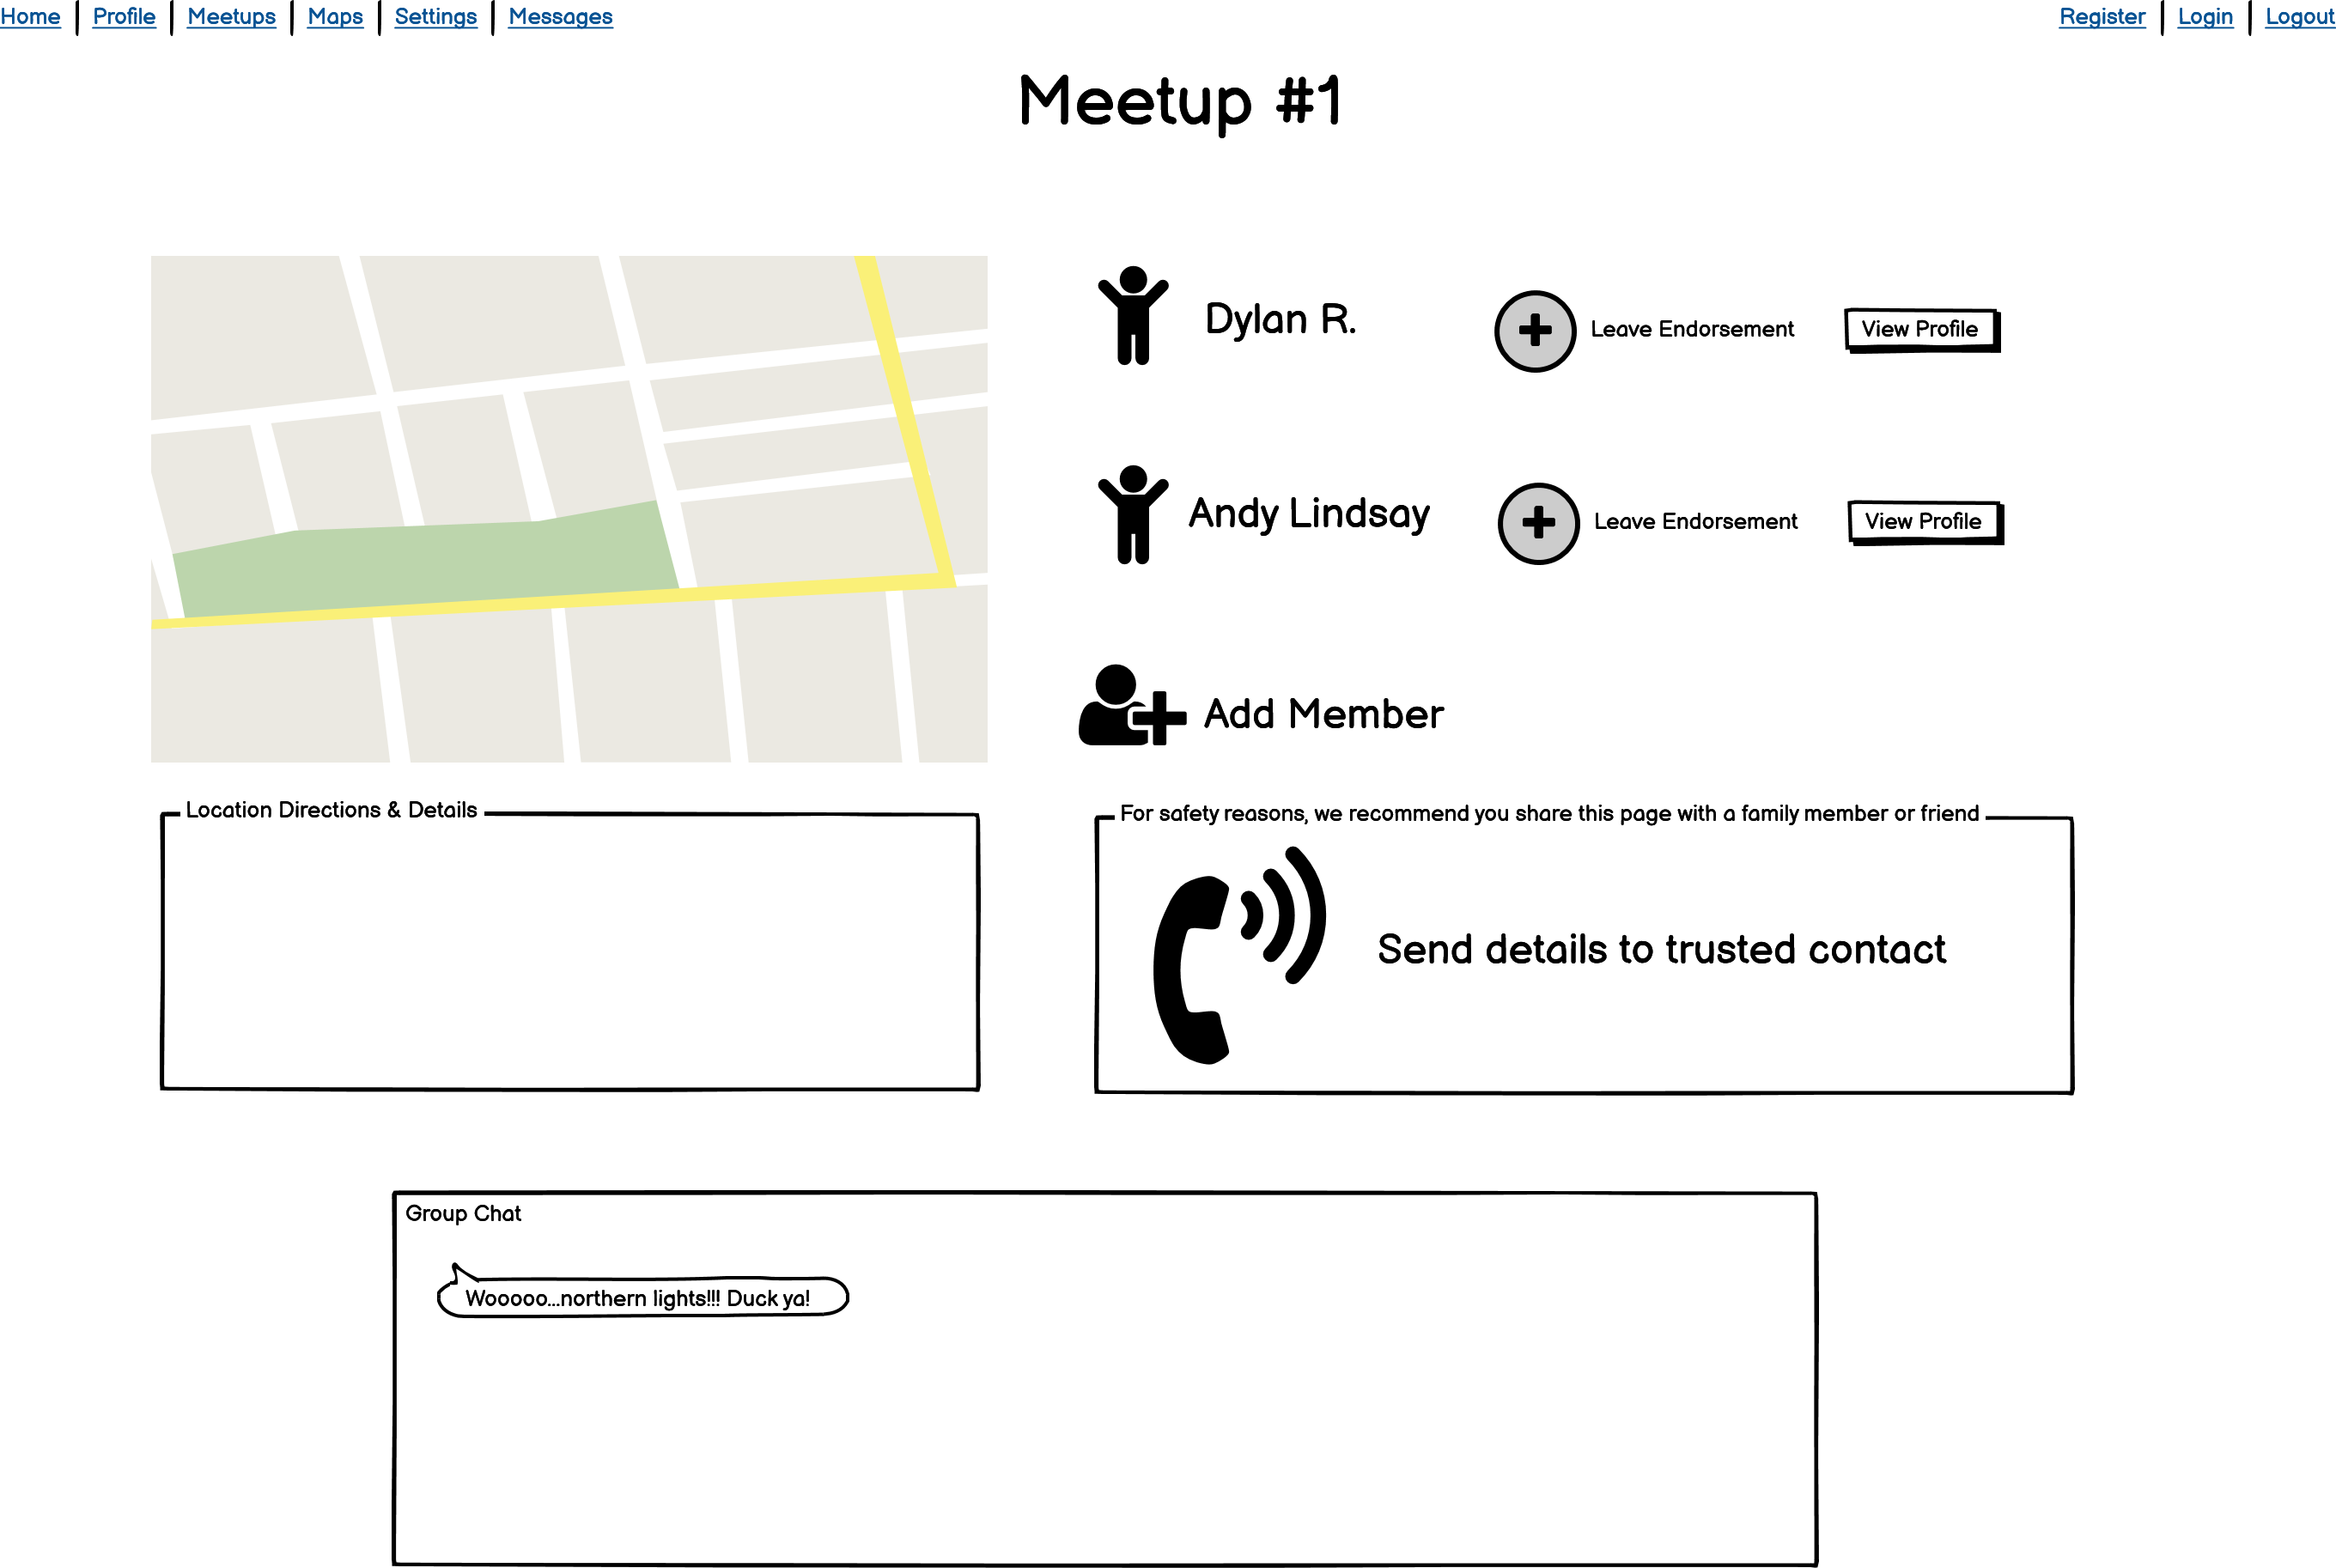 Home Profile Meetups Maps Settings Messages Register Login Logout
Meetup #1
Dylan R. Leave Endorsement View Profile
Andy Lindsay Leave Endorsement View Profile
Add Member
Location Directions & Details
For safety reasons, we recommend you share this page with a family member or friend
Send details to trusted contact
Group Chat
Wooooo...northern lights!!! Duck ya!